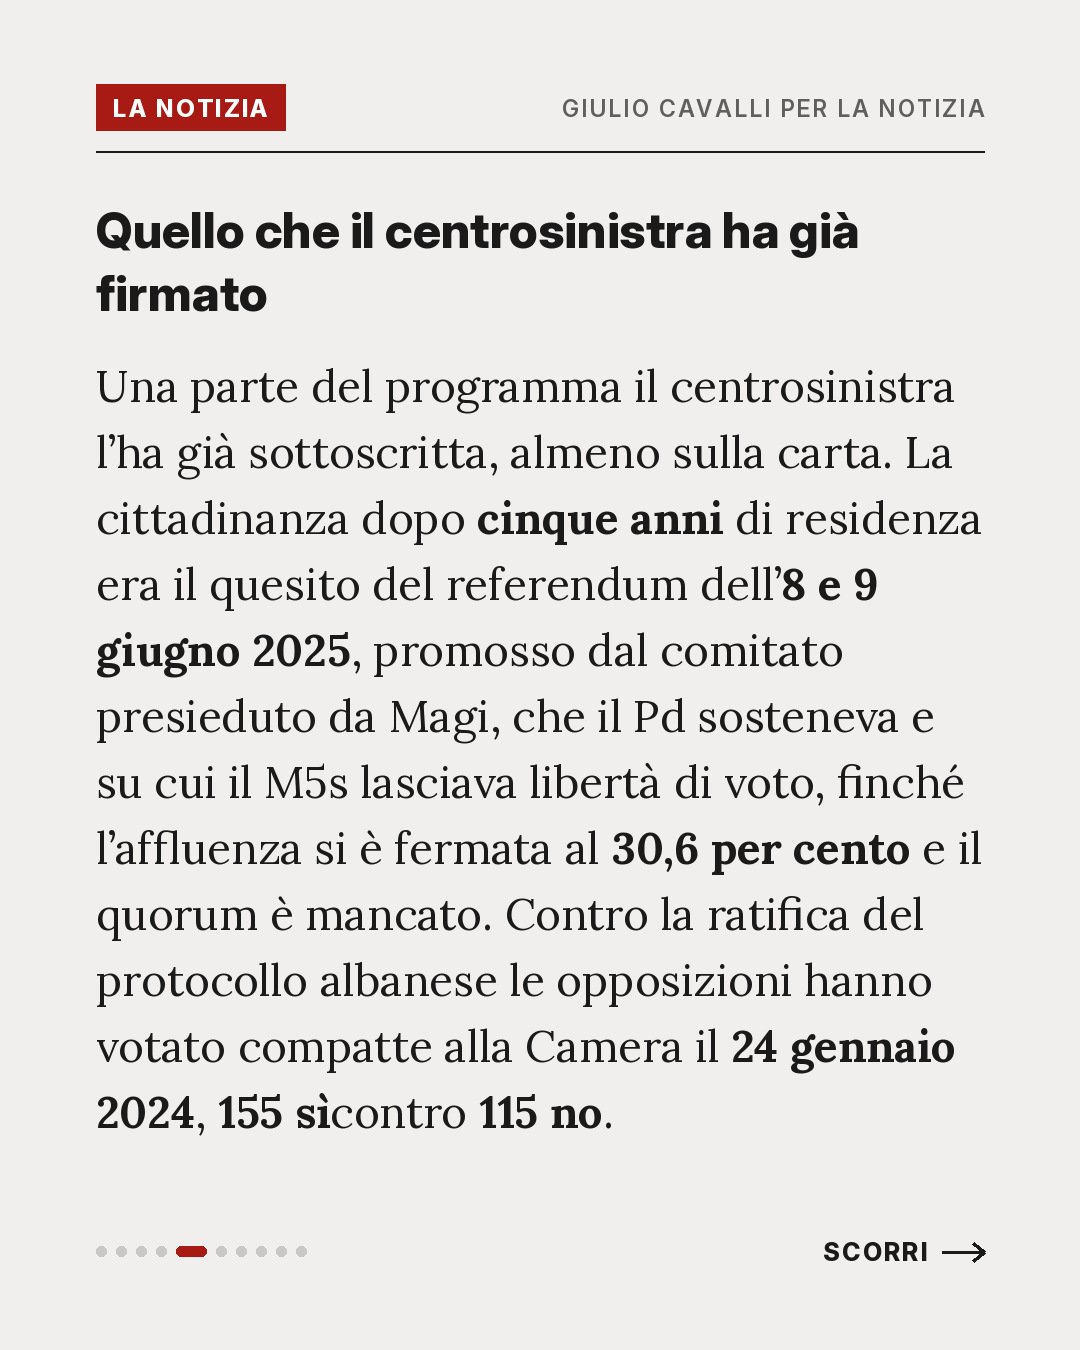 LA NOTIZIA
GIULIO CAVALLI PER LA NOTIZIA
Quello che il centrosinistra ha già
firmato
Una parte del programma il centrosinistra
l’ha già sottoscritta, almeno sulla carta. La
cittadinanza dopo cinque anni di residenza
era il quesito del referendum dell’8 e 9
giugno 2025, promosso dal comitato
presieduto da Magi, che il Pd sosteneva e
su cui il M5s lasciava libertà di voto, finché
l’affluenza si è fermata al 30,6 per cento e il
quorum è mancato. Contro la ratifica del
protocollo albanese le opposizioni hanno
votato compatte alla Camera il 24 gennaio
2024, 155 sìcontro 115 no.
SCORRI